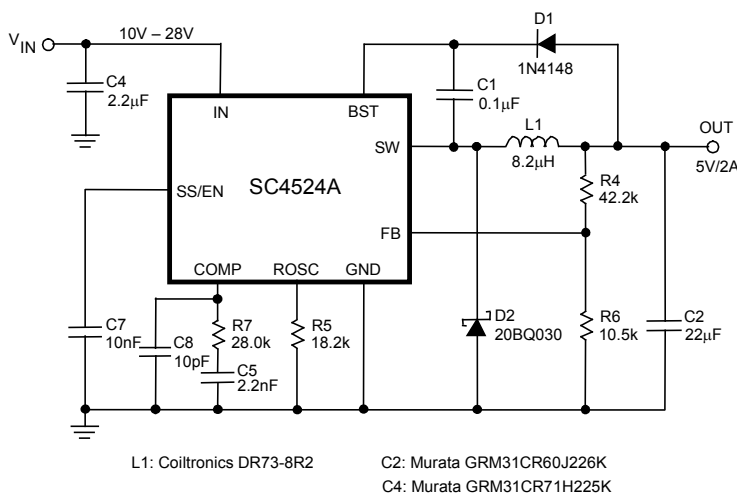 D1
V IN
10V – 28V
1N4148
C4
2.2µF
C1
0.1µF
IN
BST
L1
OUT
SW
8.2µH
5V/2A
SS/EN
SC4524A
R4
42.2k
FB
COMP
ROSC
GND
C7
10nF
C8
10pF
R7
28.0k
R5
18.2k
D2
20BQ030
R6
10.5k
C2
22µF
C5
2.2nF
L1: Coiltronics DR73-8R2
C2: Murata GRM31CR60J226K
C4: Murata GRM31CR71H225K